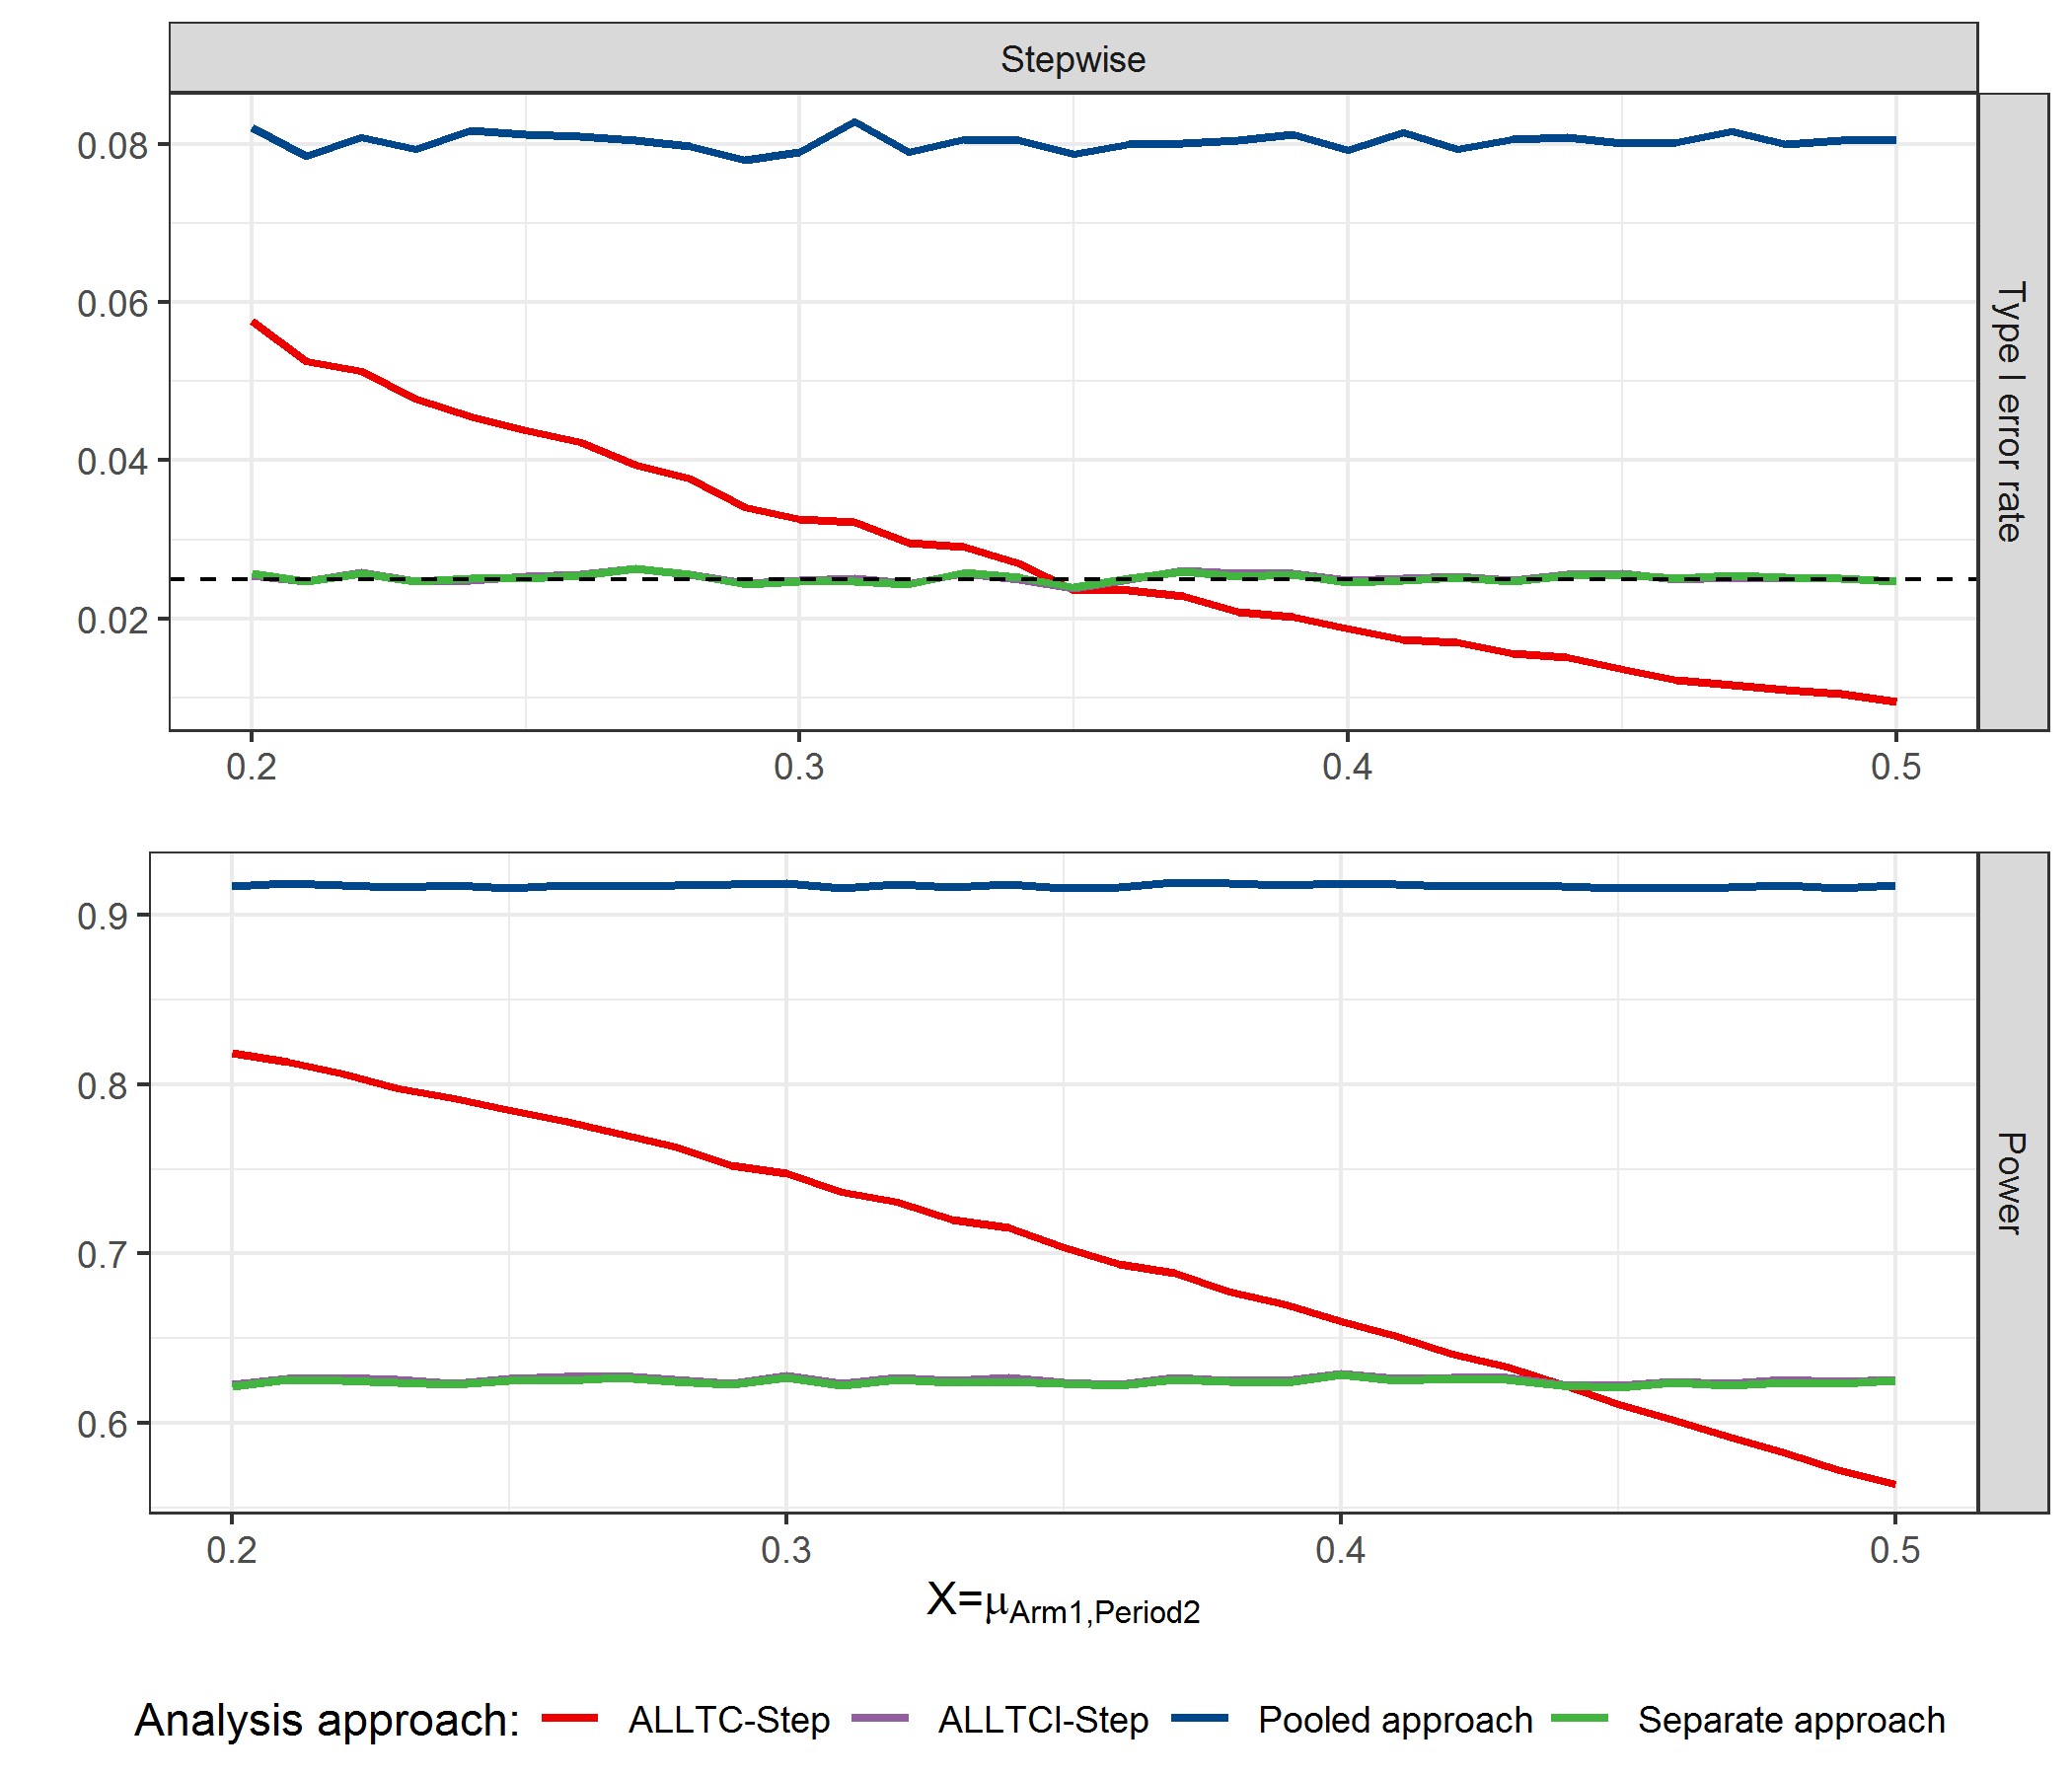 Stepwise
0.08
0.06
0.04
0.02
Type I error rate
0.2 0.3 0.4 0.5
0.9
0.8
0.7
0.6
Power
0.2 0.3 0.4 0.5
X=μArm1,Period2
Analysis approach: ALLTC-Step ALLTCI-Step Pooled approach Separate approach